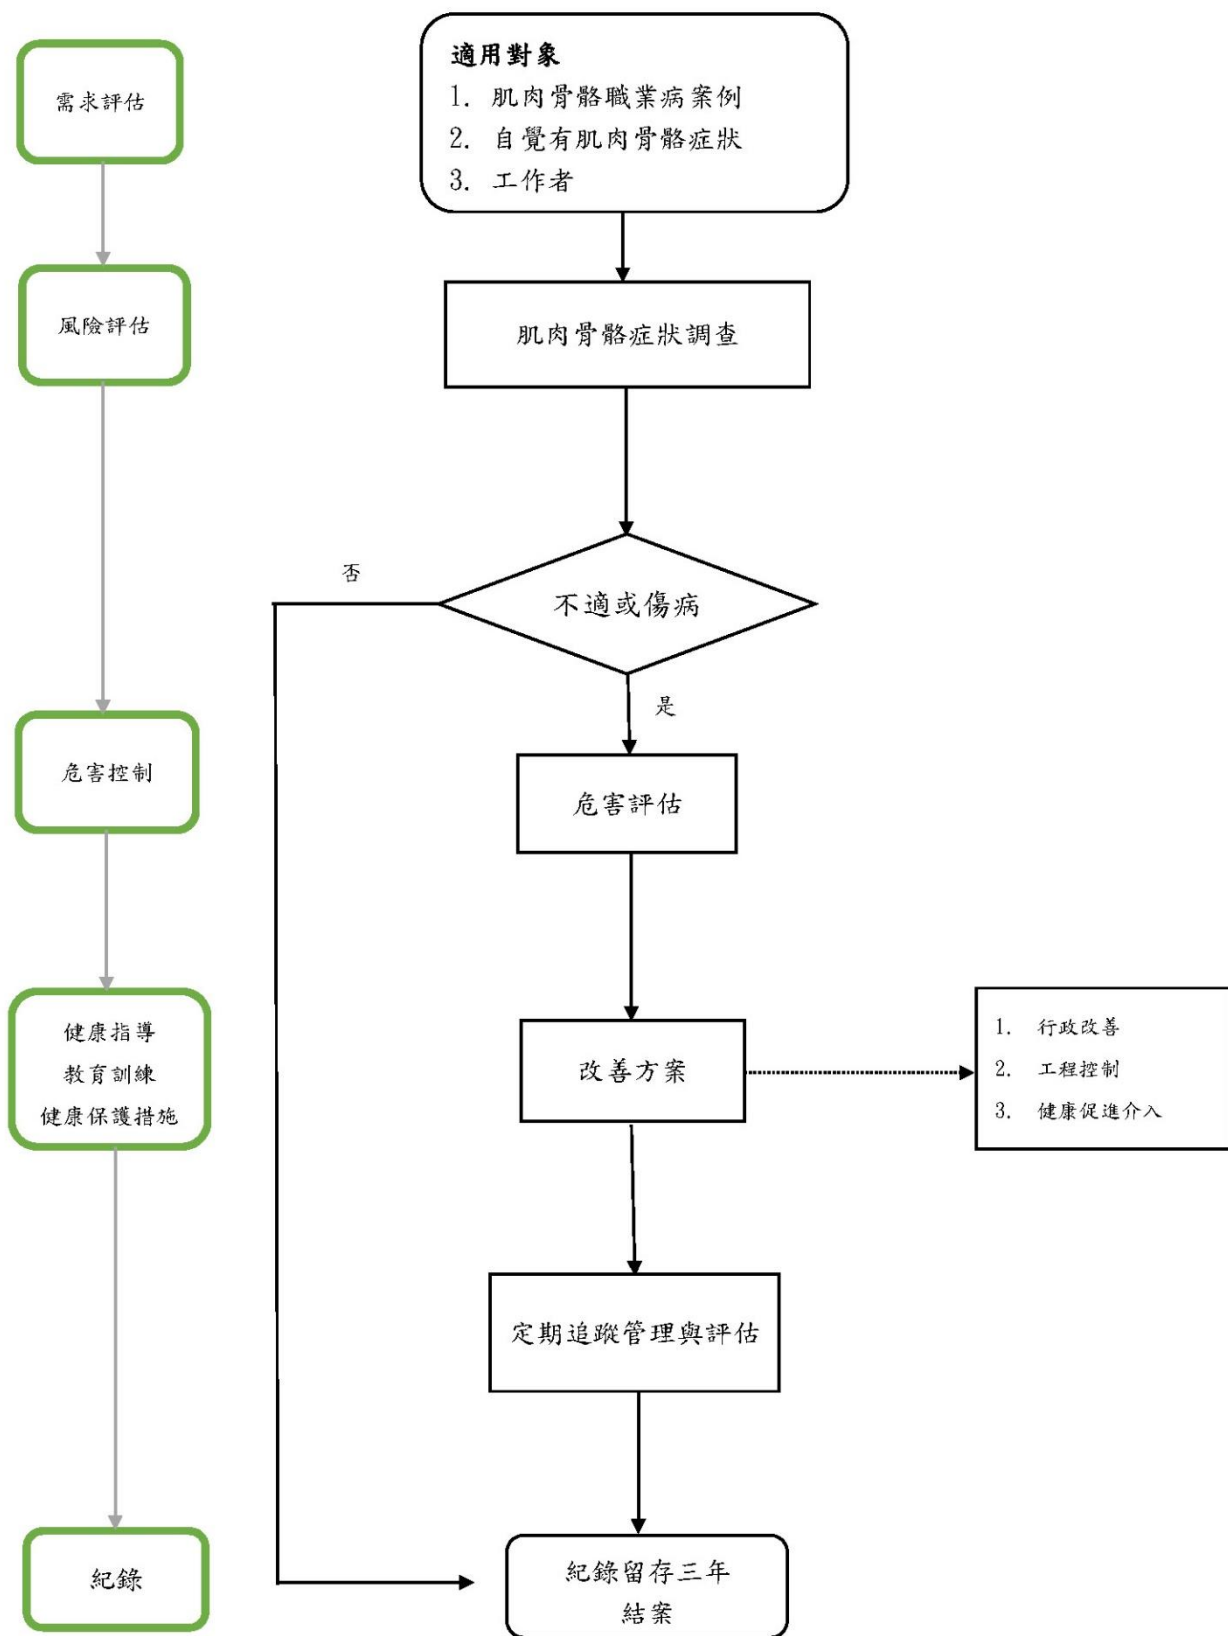 需求評估
風險評估
危害控制
健康指導
教育訓練
健康保護措施
紀錄
適用對象
1. 肌肉骨骼職業病案例
2. 自覺有肌肉骨骼症狀
3. 工作者
肌肉骨骼症狀調查
否
不適或傷病
是
危害評估
改善方案
1. 行政改善
2. 工程控制
3. 健康促進介入
定期追蹤管理與評估
紀錄留存三年
結案